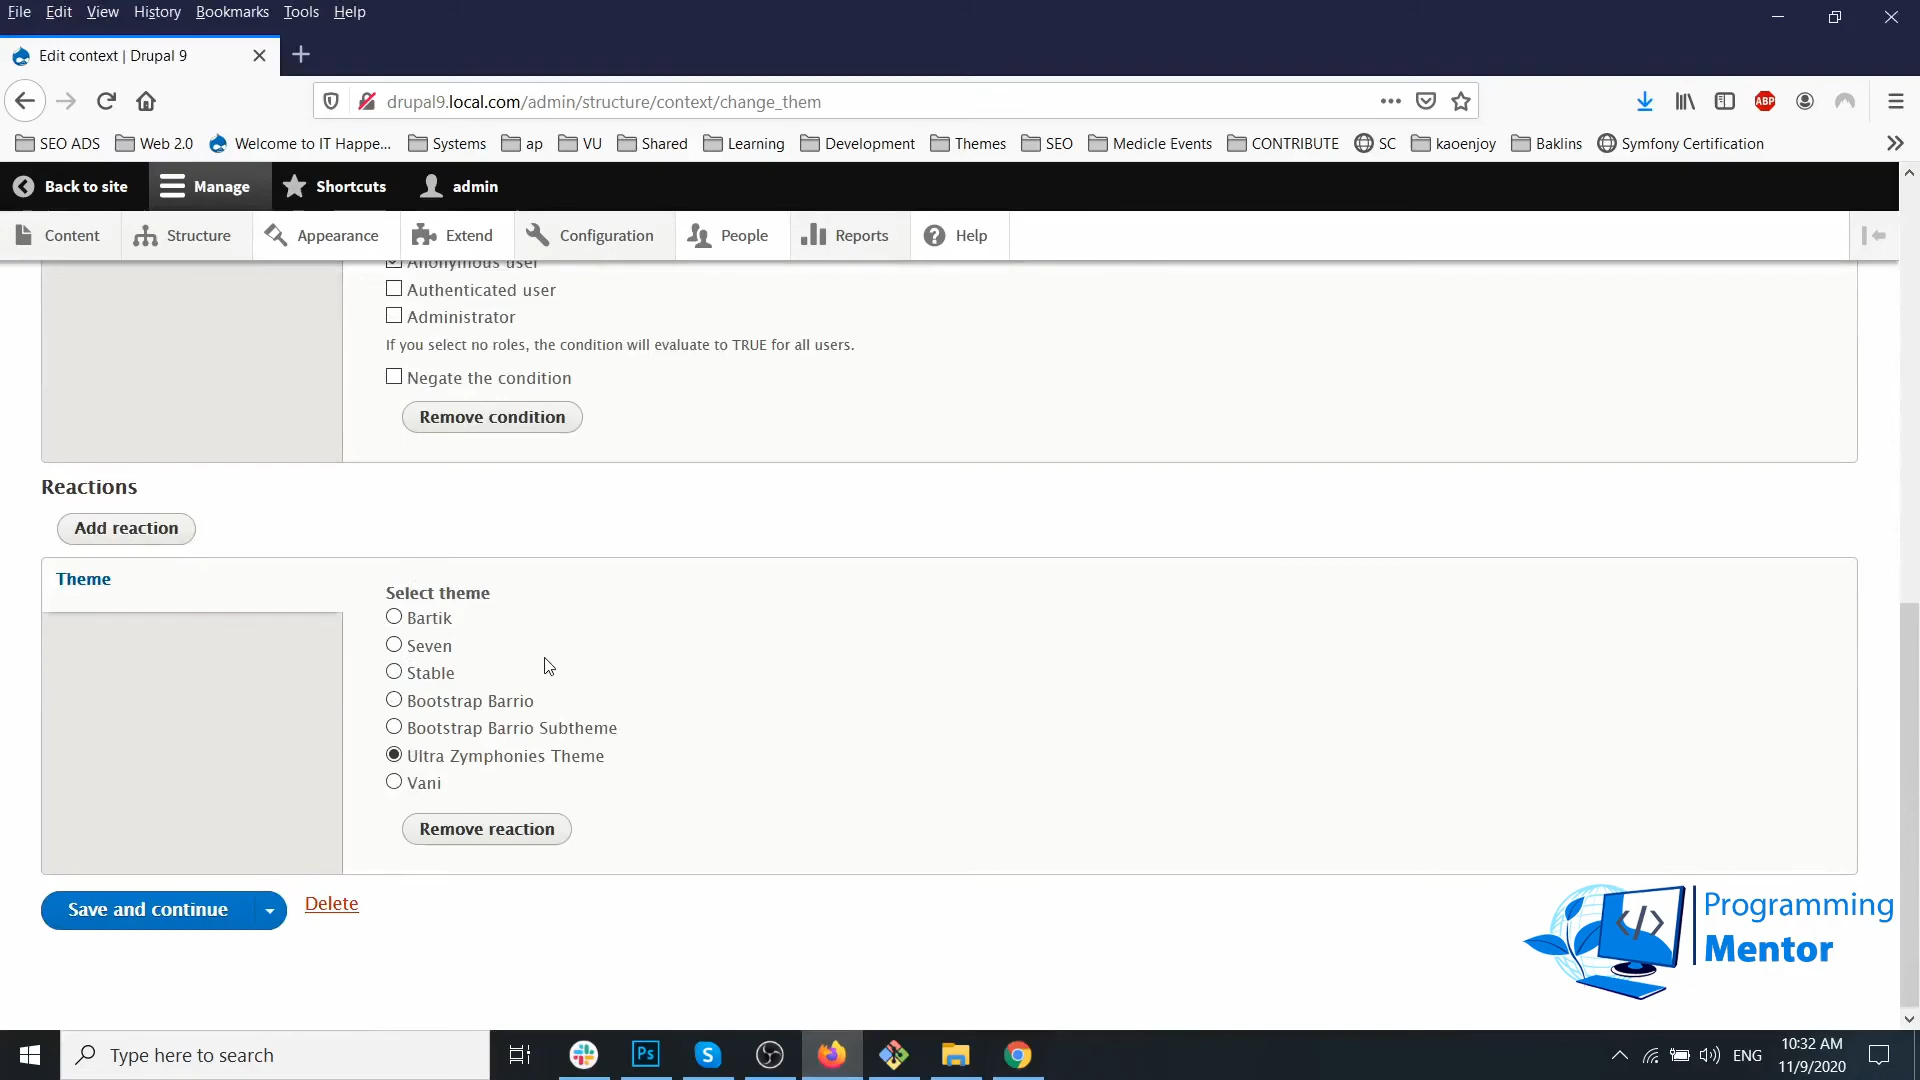 File Edit View History Bookmarks Tools Help
Edit context | Drupal 9
drupal9.local.com/admin/structure/context/change_them
ABP
SEO ADS Web 2.0 Welcome to IT Happe... Systems ap VU Shared Learning Development Themes SEO Medicle Events CONTRIBUTE SC kaoenjoy Baklins Symfony Certification
Back to site Manage Shortcuts admin
Content Structure Appearance Extend Configuration People Reports Help
Anonymous user
Authenticated user
Administrator
If you select no roles, the condition will evaluate to TRUE for all users.
Negate the condition
Remove condition
Reactions
Add reaction
Theme
Select theme
Bartik
Seven
Stable
Bootstrap Barrio
Bootstrap Barrio Subtheme
Ultra Zymphonies Theme
Vani
Remove reaction
Save and continue Delete
Programming
Mentor
Type here to search
Ps
ENG
10:32 AM
11/9/2020